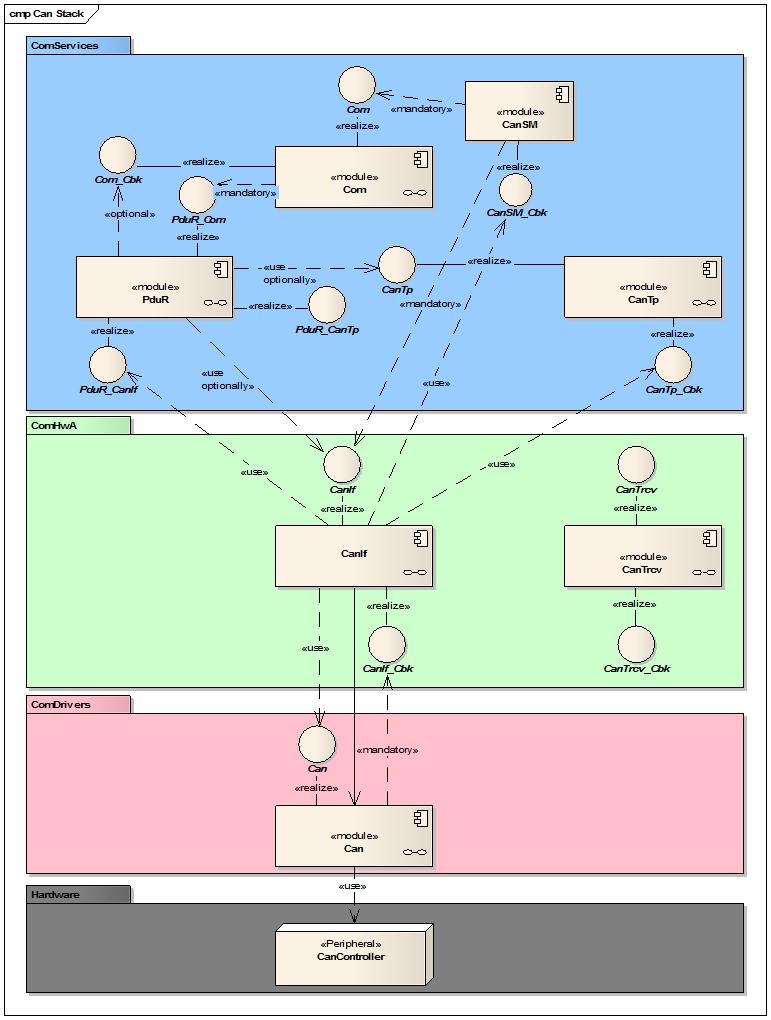 cmp Can Stack
ComServices
Com
«mandatory»
«realize»
«module»
CanSM
Com_Cbk
«realize»
«module»
Com
«realize»
CanSM_Cbk
«optional»
PduR_Com
«mandatory»
«realize»
«module»
PduR
«use
optionally»
CanTp
«realize»
«module»
CanTp
«realize»
PduR_CanTp
«mandatory»
«realize»
PduR_CanIf
«use
optionally»
«use»
«realize»
CanTp_Cbk
ComHwA
«use»
CanIf
«realize»
«use»
CanTrcv
«realize»
CanIf
«module»
CanTrcv
«use»
«realize»
CanIf_Cbk
«realize»
CanTrcv_Cbk
ComDrivers
Can
«realize»
«mandatory»
«module»
Can
«use»
Hardware
«Peripheral»
CanController